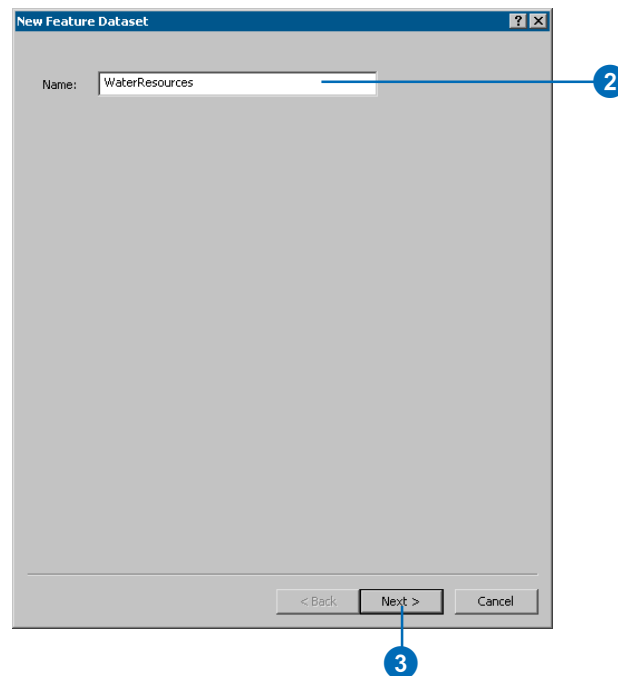 New Feature Dataset
Name: WaterResources
2
< Back Next > Cancel
3